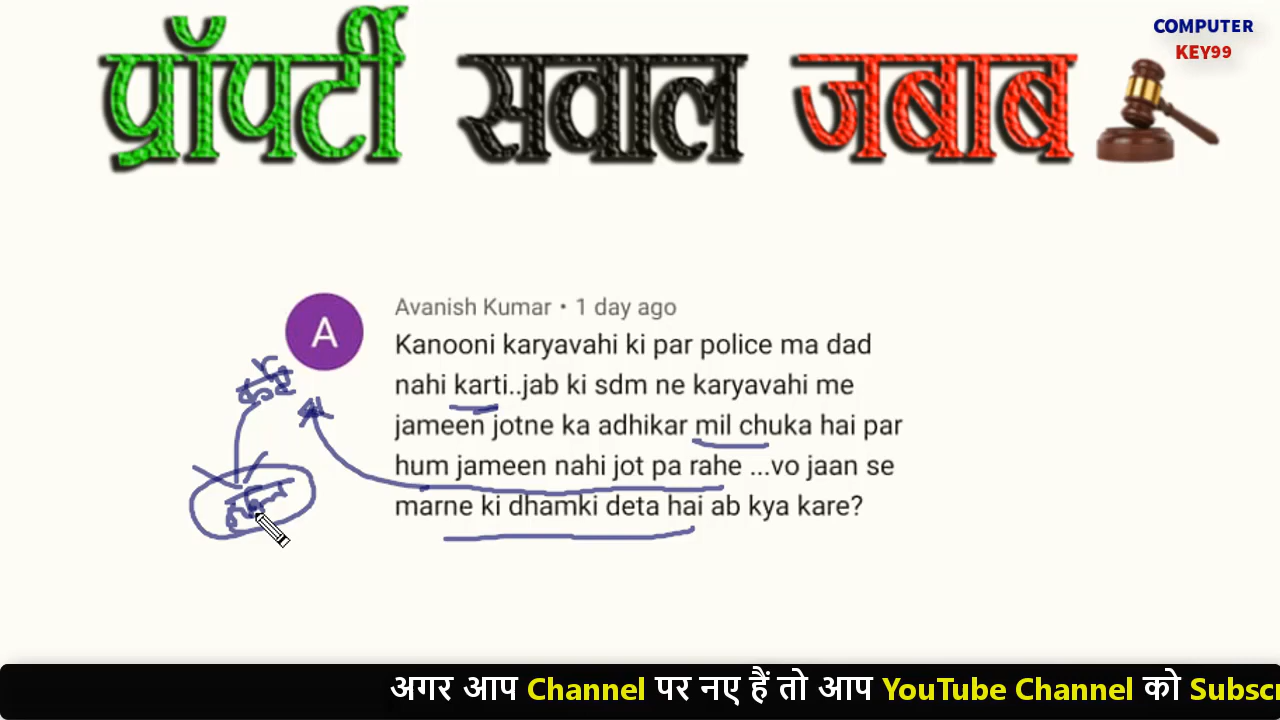 COMPUTER
KEY99
प्रॉपर्टी सवाल जबाब
A
Avanish Kumar • 1 day ago
Kanooni karyavahi ki par police ma dad
nahi karti..jab ki sdm ne karyavahi me
jameen jotne ka adhikar mil chuka hai par
hum jameen nahi jot pa rahe ...vo jaan se
marne ki dhamki deta hai ab kya kare?
अगर आप Channel पर नए हैं तो आप YouTube Channel को Subscr